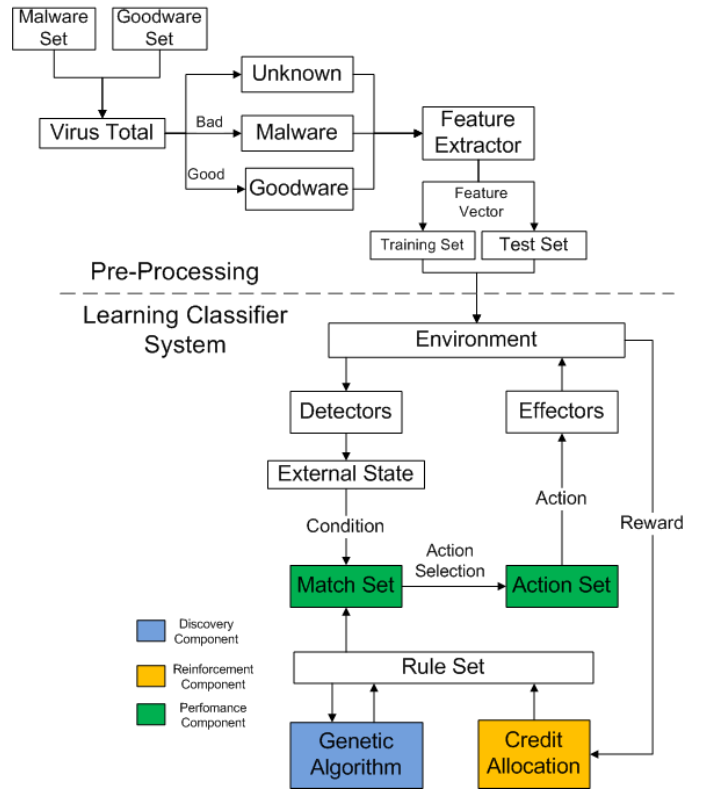 Malware
Set
Goodware
Set
Unknown
Virus Total
Bad
Malware
Feature
Extractor
Good
Goodware
Feature
Vector
Training Set
Test Set
Pre-Processing
Learning Classifier
System
Environment
Detectors
Effectors
External State
Condition
Action
Reward
Match Set
Action
Selection
Action Set
Discovery
Component
Reinforcement
Component
Perfomance
Component
Rule Set
Genetic
Algorithm
Credit
Allocation